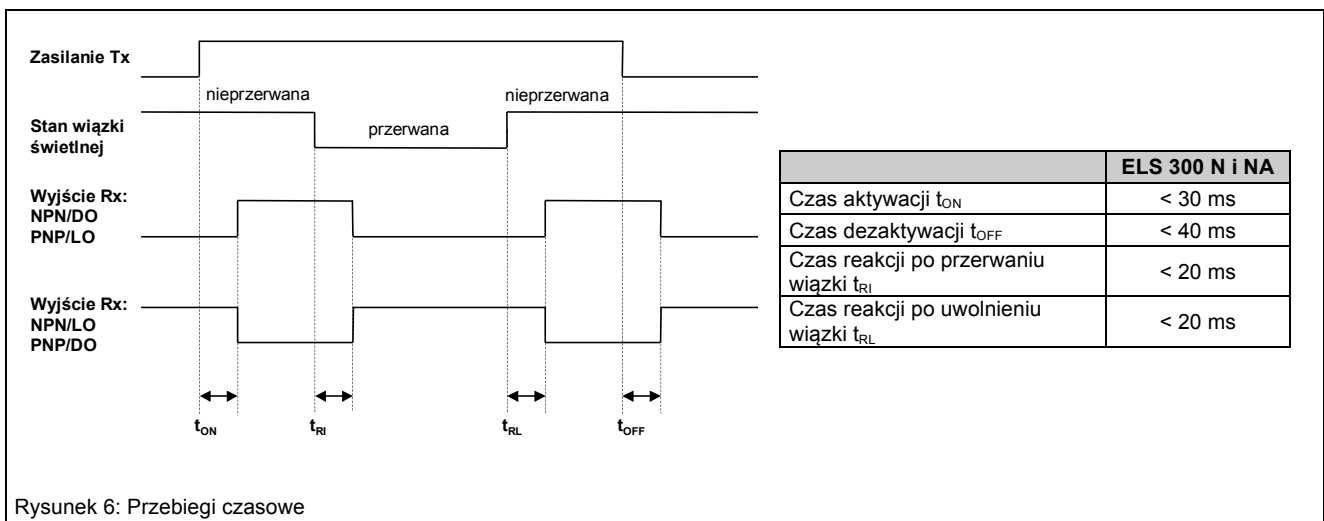 Zasilanie Tx
nieprzerwana
nieprzerwana
Stan wiązki
świetlnej
przerwana
Wyjście Rx:
NPN/DO
PNP/LO
Wyjście Rx:
NPN/LO
PNP/DO
tON
tRI
tRL
tOFF
ELS 300 N i NA
Czas aktywacji tON < 30 ms
Czas dezaktywacji tOFF < 40 ms
Czas reakcji po przerwaniu
wiązki tRI
< 20 ms
Czas reakcji po uwolnieniu
wiązki tRL
< 20 ms
Rysunek 6: Przebiegi czasowe